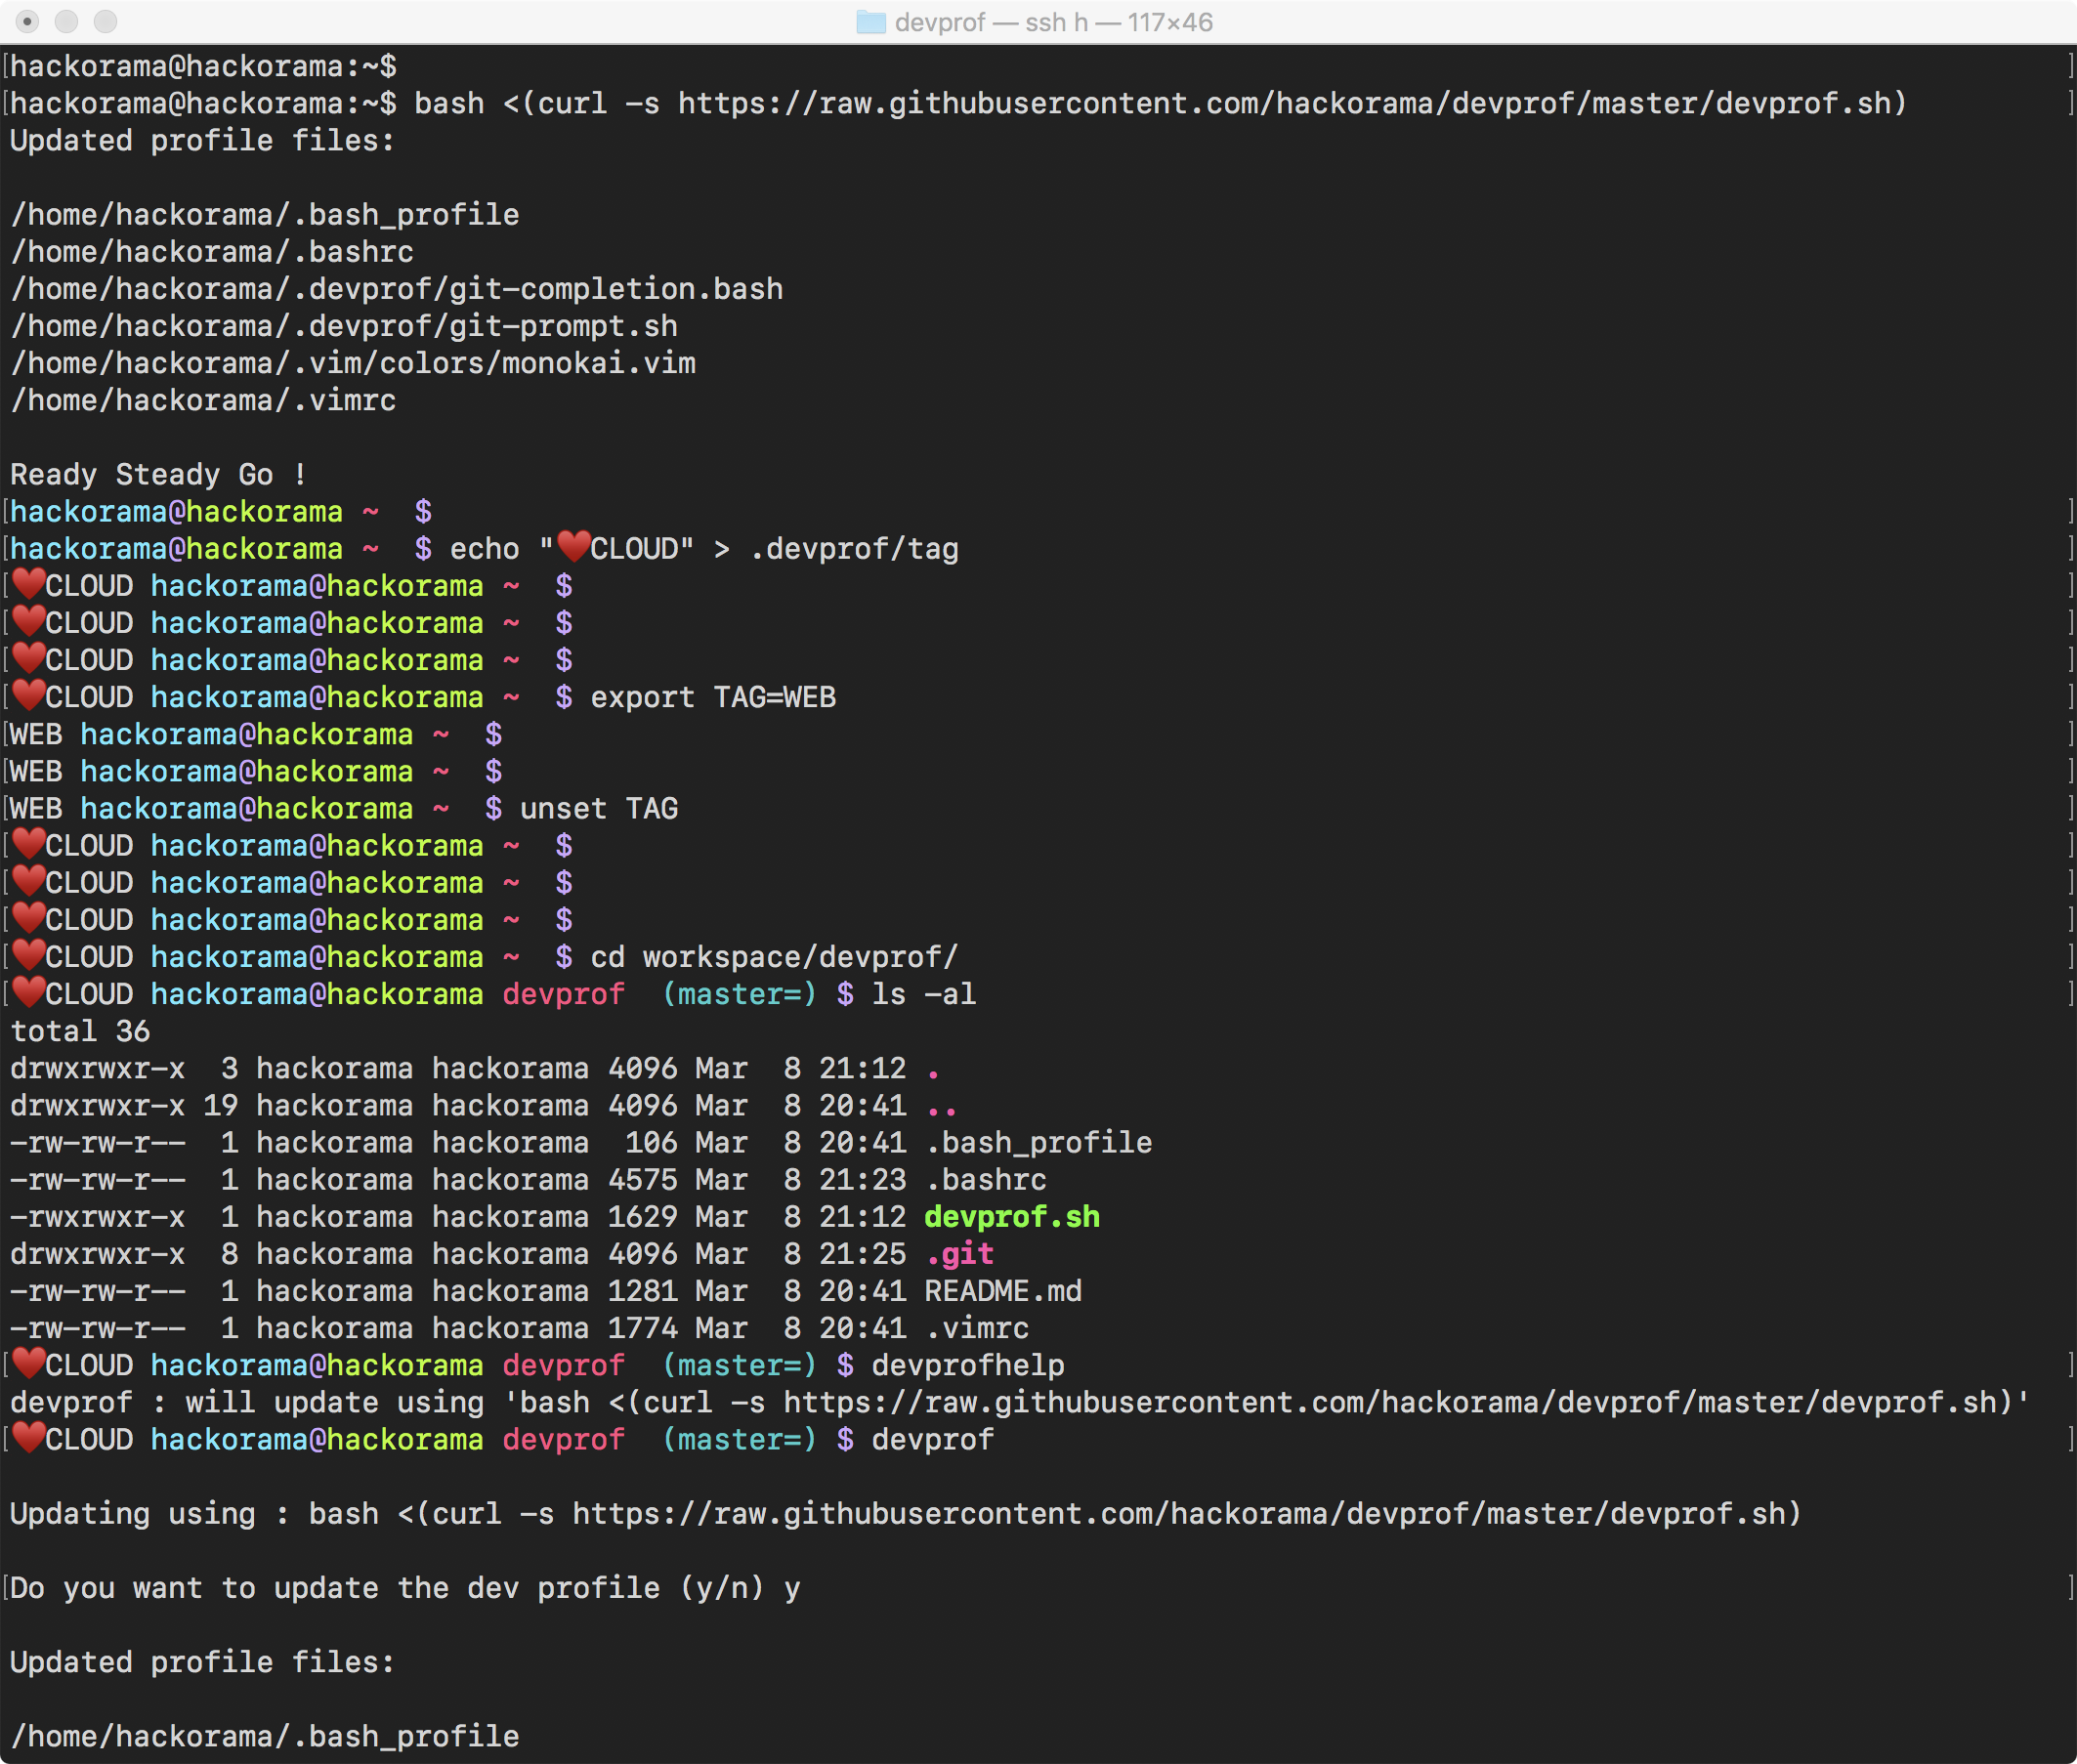 devprof — ssh h — 117×46
hackorama@hackorama:~$
hackorama@hackorama:~$ bash <(curl -s https://raw.githubusercontent.com/hackorama/devprof/master/devprof.sh)
Updated profile files:
/home/hackorama/.bash_profile
/home/hackorama/.bashrc
/home/hackorama/.devprof/git-completion.bash
/home/hackorama/.devprof/git-prompt.sh
/home/hackorama/.vim/colors/monokai.vim
/home/hackorama/.vimrc
Ready Steady Go !
hackorama@hackorama ~  $
hackorama@hackorama ~  $ echo "♥CLOUD" > .devprof/tag
♥CLOUD hackorama@hackorama ~  $
♥CLOUD hackorama@hackorama ~  $
♥CLOUD hackorama@hackorama ~  $
♥CLOUD hackorama@hackorama ~  $ export TAG=WEB
WEB hackorama@hackorama ~  $
WEB hackorama@hackorama ~  $
WEB hackorama@hackorama ~  $ unset TAG
♥CLOUD hackorama@hackorama ~  $
♥CLOUD hackorama@hackorama ~  $
♥CLOUD hackorama@hackorama ~  $
♥CLOUD hackorama@hackorama ~  $ cd workspace/devprof/
♥CLOUD hackorama@hackorama devprof  (master=) $ ls -al
total 36
drwxrwxr-x  3 hackorama hackorama 4096 Mar  8 21:12 .
drwxrwxr-x 19 hackorama hackorama 4096 Mar  8 20:41 ..
-rw-rw-r--  1 hackorama hackorama  106 Mar  8 20:41 .bash_profile
-rw-rw-r--  1 hackorama hackorama 4575 Mar  8 21:23 .bashrc
-rwxrwxr-x  1 hackorama hackorama 1629 Mar  8 21:12 devprof.sh
drwxrwxr-x  8 hackorama hackorama 4096 Mar  8 21:25 .git
-rw-rw-r--  1 hackorama hackorama 1281 Mar  8 20:41 README.md
-rw-rw-r--  1 hackorama hackorama 1774 Mar  8 20:41 .vimrc
♥CLOUD hackorama@hackorama devprof  (master=) $ devprofhelp
devprof : will update using 'bash <(curl -s https://raw.githubusercontent.com/hackorama/devprof/master/devprof.sh)'
♥CLOUD hackorama@hackorama devprof  (master=) $ devprof
Updating using : bash <(curl -s https://raw.githubusercontent.com/hackorama/devprof/master/devprof.sh)
Do you want to update the dev profile (y/n) y
Updated profile files:
/home/hackorama/.bash_profile